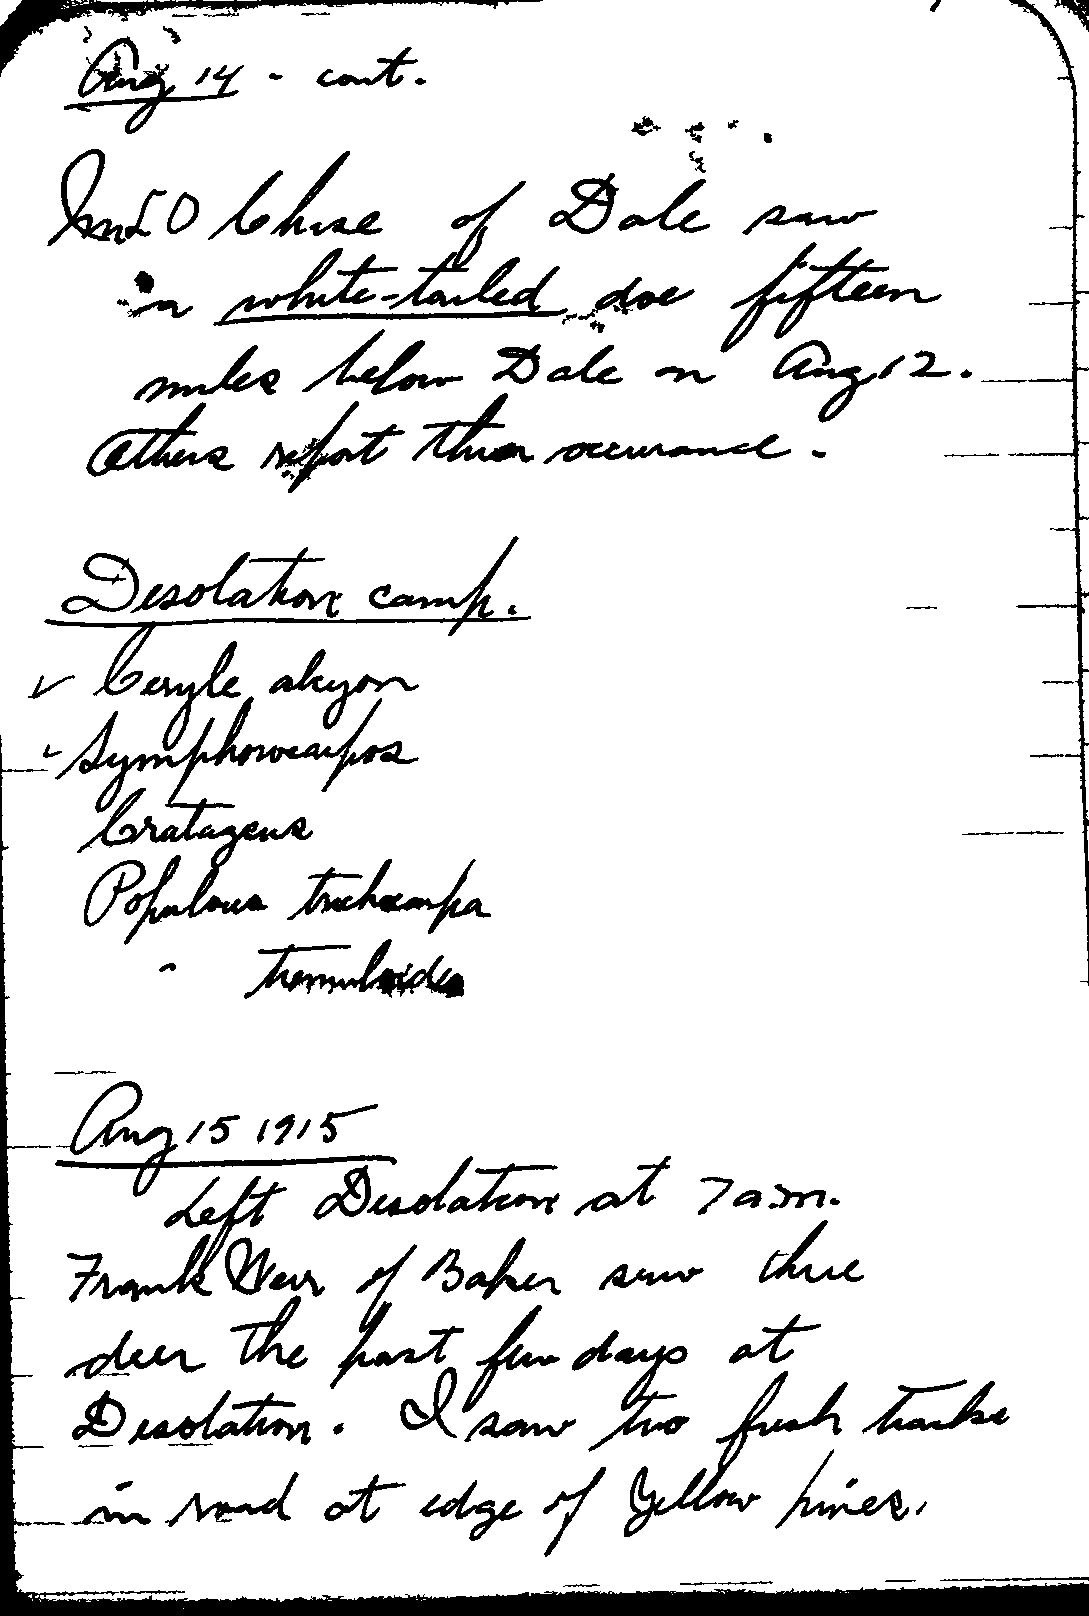 Aug 14 - cont.
Chase of Dale saw
a white-tailed doe fifteen
miles below Dale on Aug 12.
Others report their occurance.
Desolation camp.
✓ Ceryle alcyon
✓ Symphoricarpos
Cratageus
Populous trichocarpa
" tremuloides
Aug 15 1915
Left Desolation at 7 a.m.
Frank Weir of Baker saw three
deer the past few days at
Desolation. I saw two fresh tracks
in road at edge of Yellow pines.